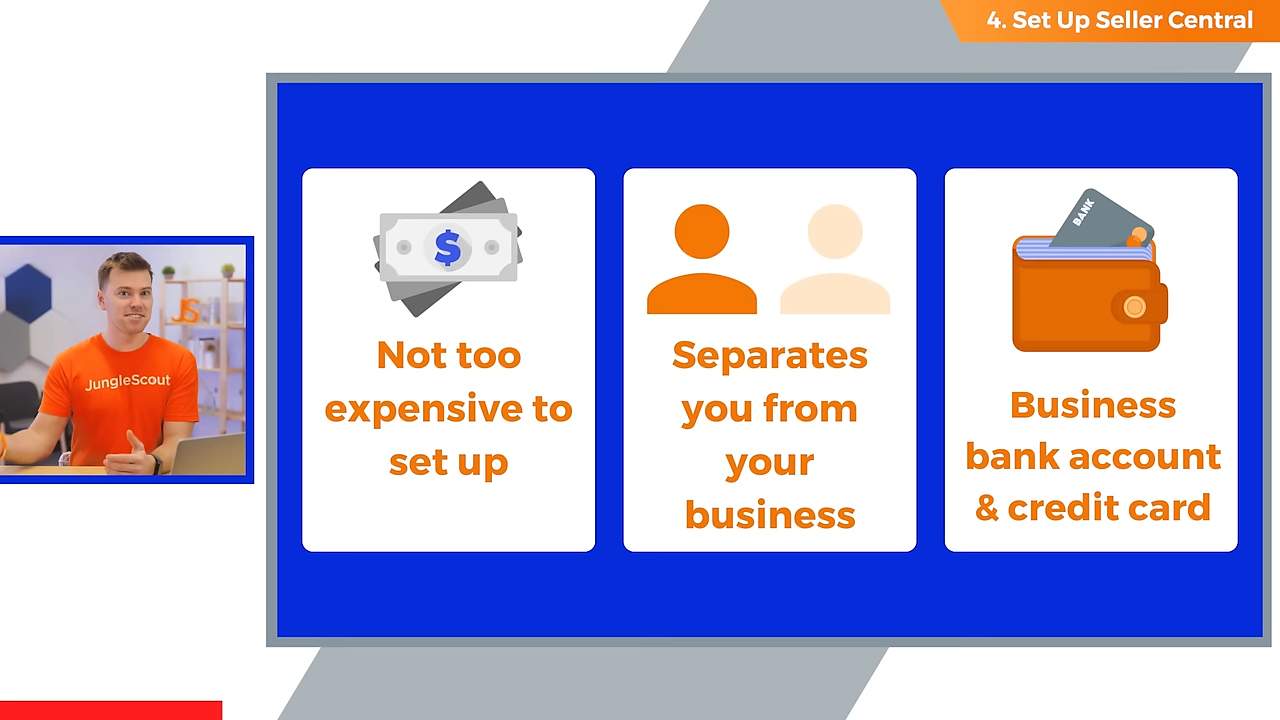 4. Set Up Seller Central
JS
JungleScout
$
Not too
expensive to
set up
Separates
you from
your
business
BANK
Business
bank account
& credit card